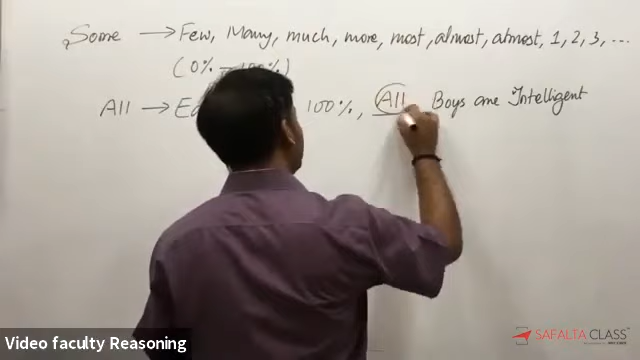 Some → Few, Many, much, more, most, almost, atmost, 1, 2, 3, ...
(0% – 100%)
All → 100%, All Boys are Intelligent
SAFALTA CLASS
Video faculty Reasoning